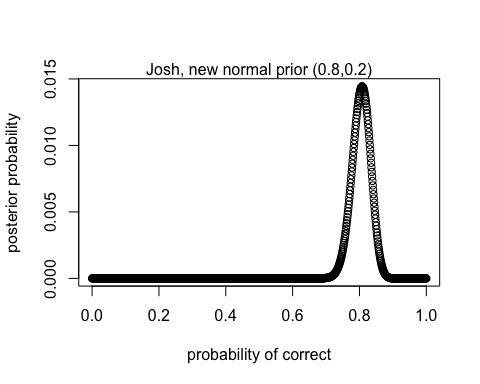 Josh, new normal prior (0.8,0.2)
posterior probability
0.015
0.010
0.005
0.000
0.0 0.2 0.4 0.6 0.8 1.0
probability of correct